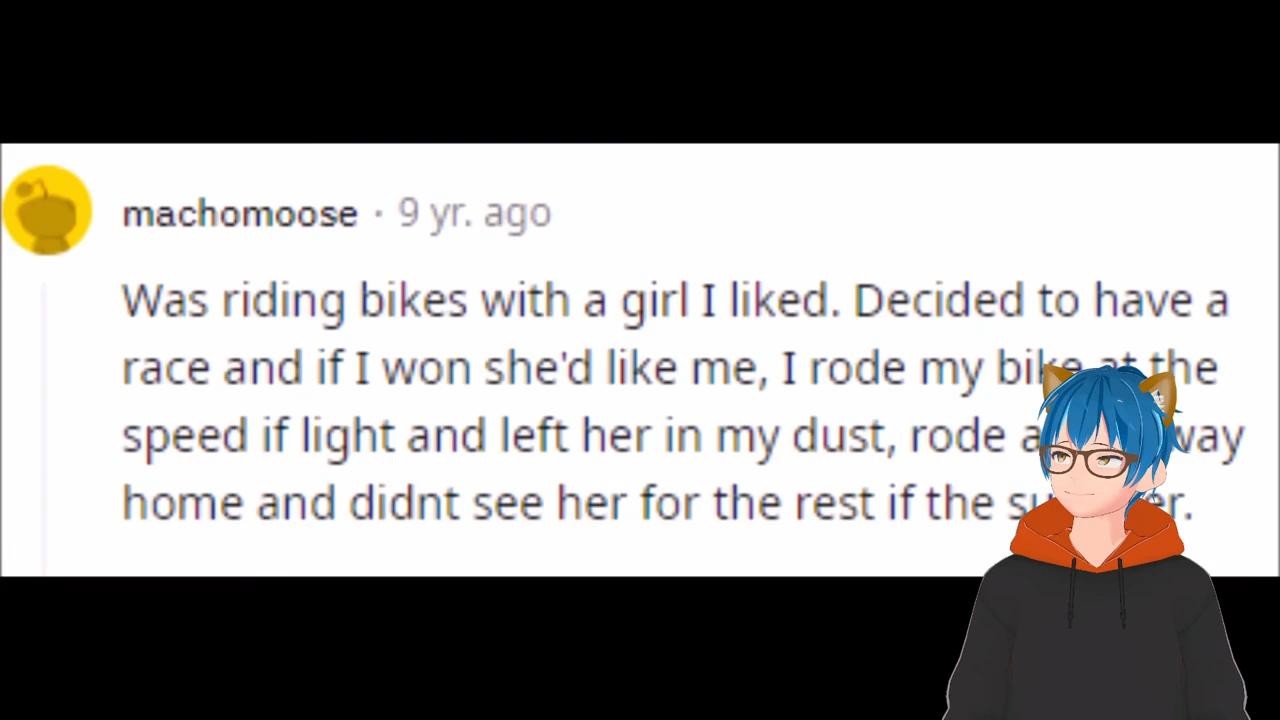 machomoose · 9 yr. ago
Was riding bikes with a girl I liked. Decided to have a
race and if I won she'd like me, I rode my bike at the
speed if light and left her in my dust, rode way
home and didnt see her for the rest if the